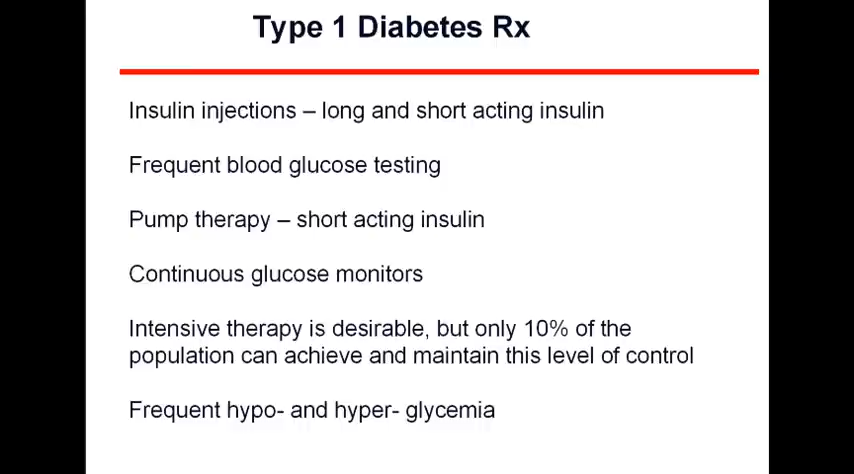 Type 1 Diabetes Rx
Insulin injections – long and short acting insulin
Frequent blood glucose testing
Pump therapy – short acting insulin
Continuous glucose monitors
Intensive therapy is desirable, but only 10% of the
population can achieve and maintain this level of control
Frequent hypo- and hyper- glycemia